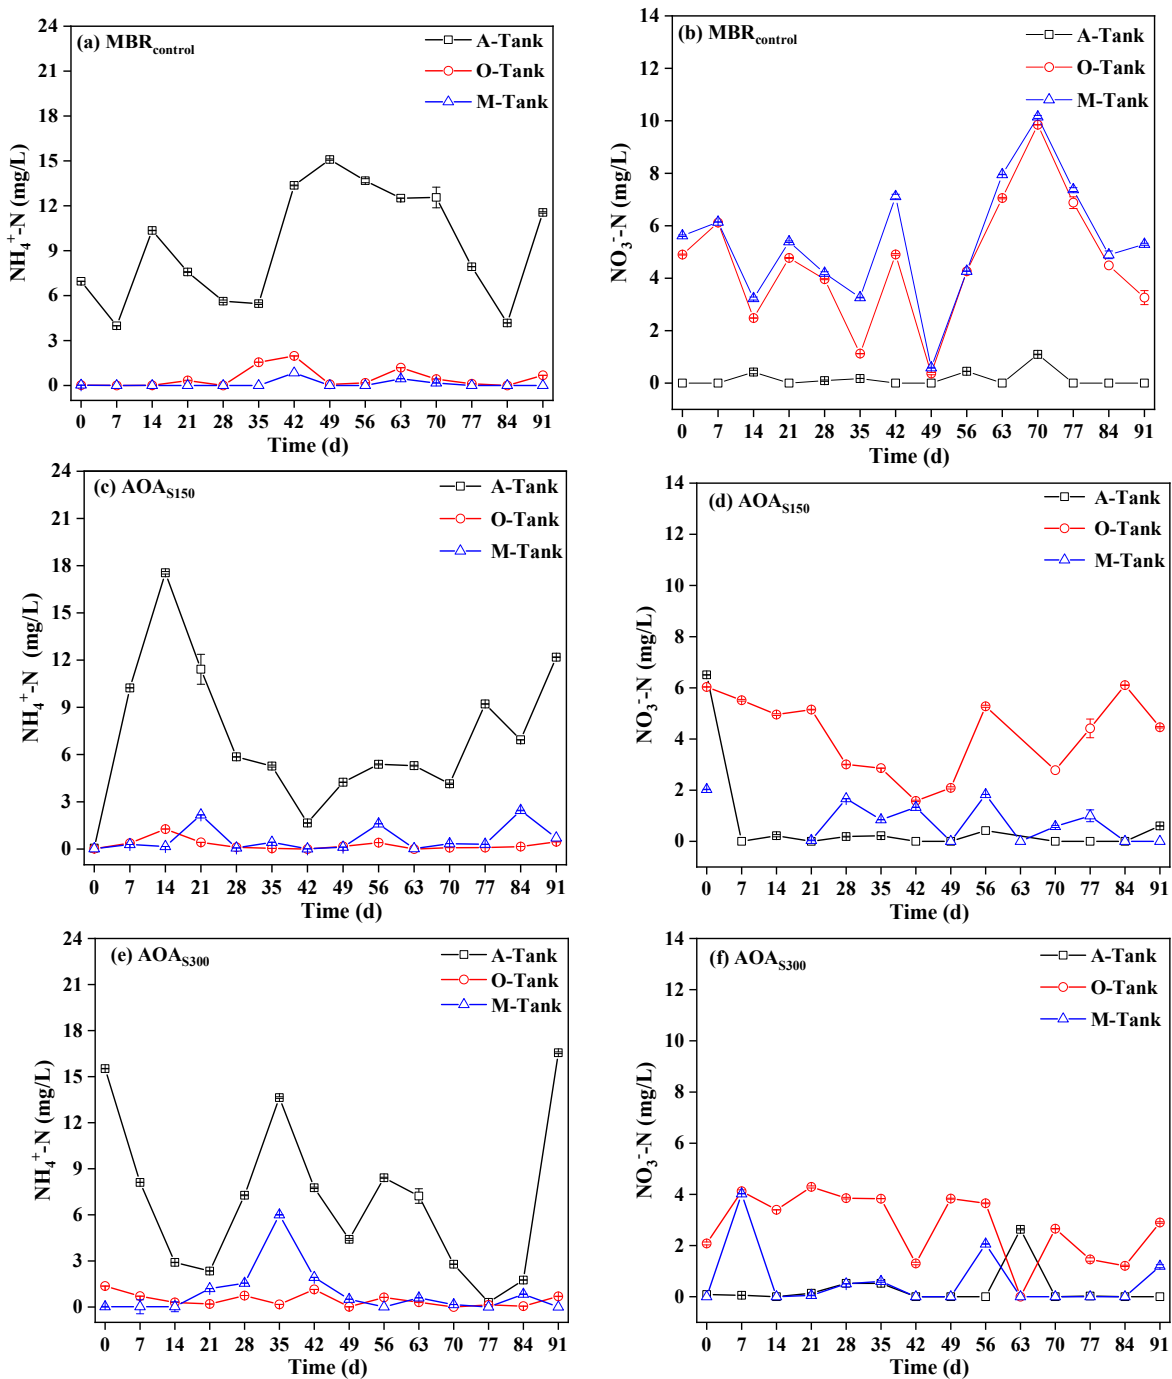 (a) MBRcontrol
A-Tank
O-Tank
M-Tank
NH4+-N (mg/L)
24
21
18
15
12
9
6
3
0
0 7 14 21 28 35 42 49 56 63 70 77 84 91
Time (d)
(b) MBRcontrol
A-Tank
O-Tank
M-Tank
NO3--N (mg/L)
14
12
10
8
6
4
2
0
0 7 14 21 28 35 42 49 56 63 70 77 84 91
Time (d)
(c) AOAS150
A-Tank
O-Tank
M-Tank
NH4+-N (mg/L)
24
21
18
15
12
9
6
3
0
0 7 14 21 28 35 42 49 56 63 70 77 84 91
Time (d)
(d) AOAS150
A-Tank
O-Tank
M-Tank
NO3--N (mg/L)
14
12
10
8
6
4
2
0
0 7 14 21 28 35 42 49 56 63 70 77 84 91
Time (d)
(e) AOAS300
A-Tank
O-Tank
M-Tank
NH4+-N (mg/L)
24
21
18
15
12
9
6
3
0
0 7 14 21 28 35 42 49 56 63 70 77 84 91
Time (d)
(f) AOAS300
A-Tank
O-Tank
M-Tank
NO3--N (mg/L)
14
12
10
8
6
4
2
0
0 7 14 21 28 35 42 49 56 63 70 77 84 91
Time (d)